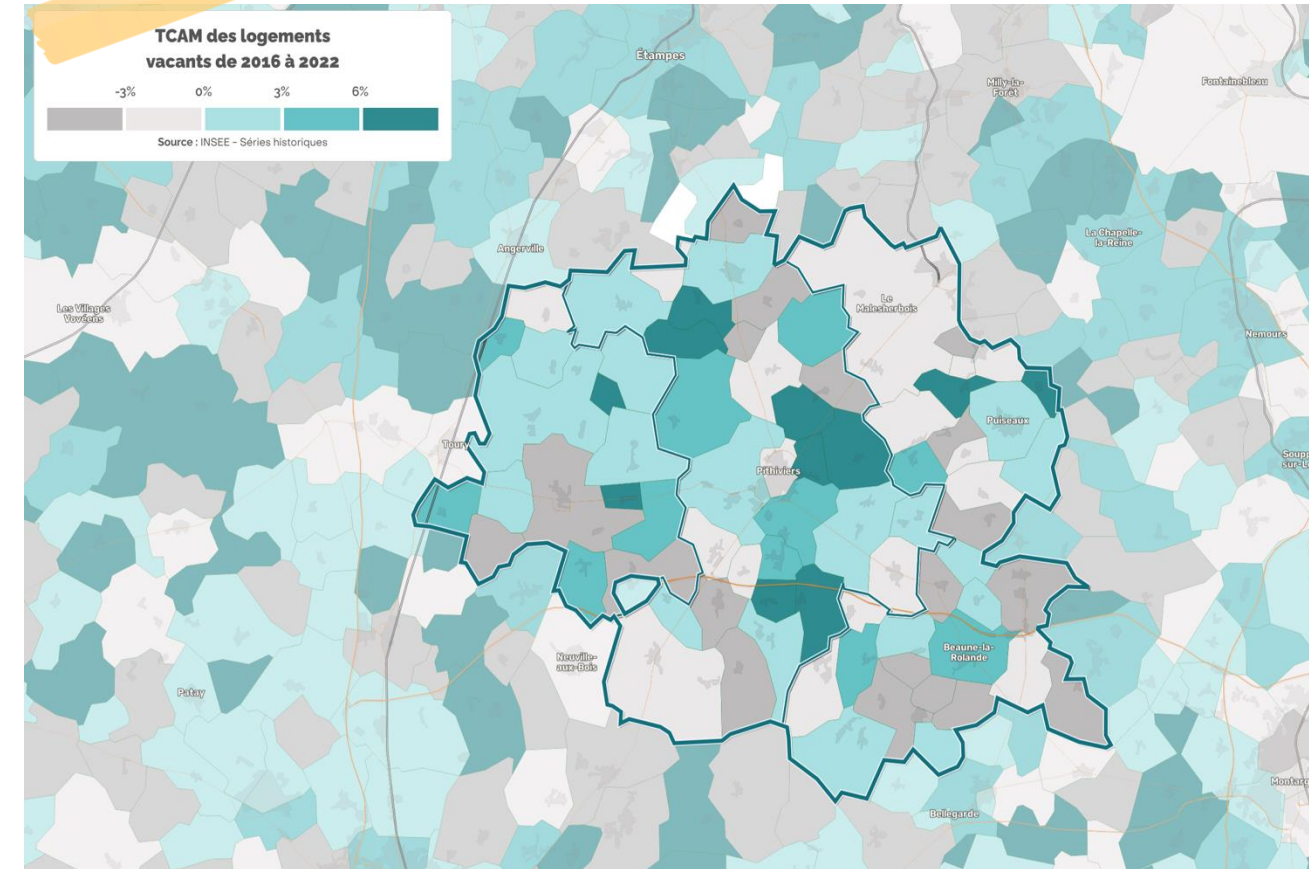 TCAM des logements
vacants de 2016 à 2022
-3% 0% 3% 6%
Source : INSEE - Séries historiques
Étampes
Milly-la-
Forêt
Fontainebleau
La Chapelle-
la-Reine
Angerville
Les Villages
Vovéens
Le
Malesherbois
Nemours
Puiseaux
Toury
Pithiviers
Soupp
sur-L
Beaune-la-
Rolande
Neuville-
aux-Bois
Patay
Montarg
Bellegarde